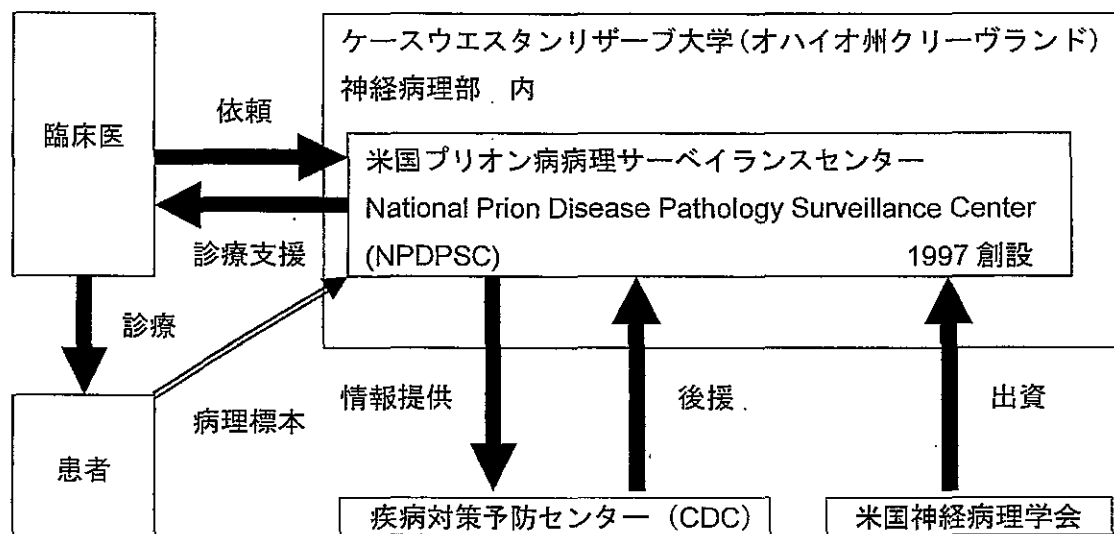 ケースウエスタンリザーブ大学（オハイオ州クリーヴランド）
神経病理部 内
臨床医
依頼
米国プリオン病病理サーベイランスセンター
National Prion Disease Pathology Surveillance Center
(NPDPSC) 1997 創設
診療支援
診療
病理標本
情報提供
後援
出資
患者
疾病対策予防センター（CDC）
米国神経病理学会